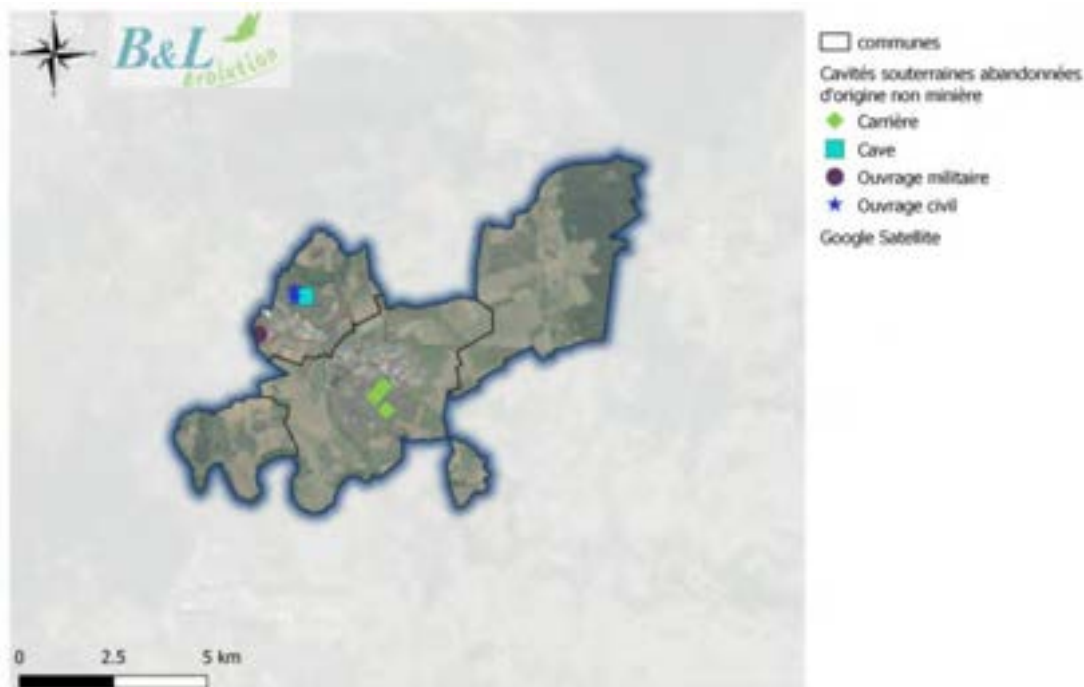 B&L
évolution
communes
Cavités souterraines abandonnées
d'origine non minière
Carrière
Cave
Ouvrage militaire
Ouvrage civil
Google Satellite
0 2.5 5 km